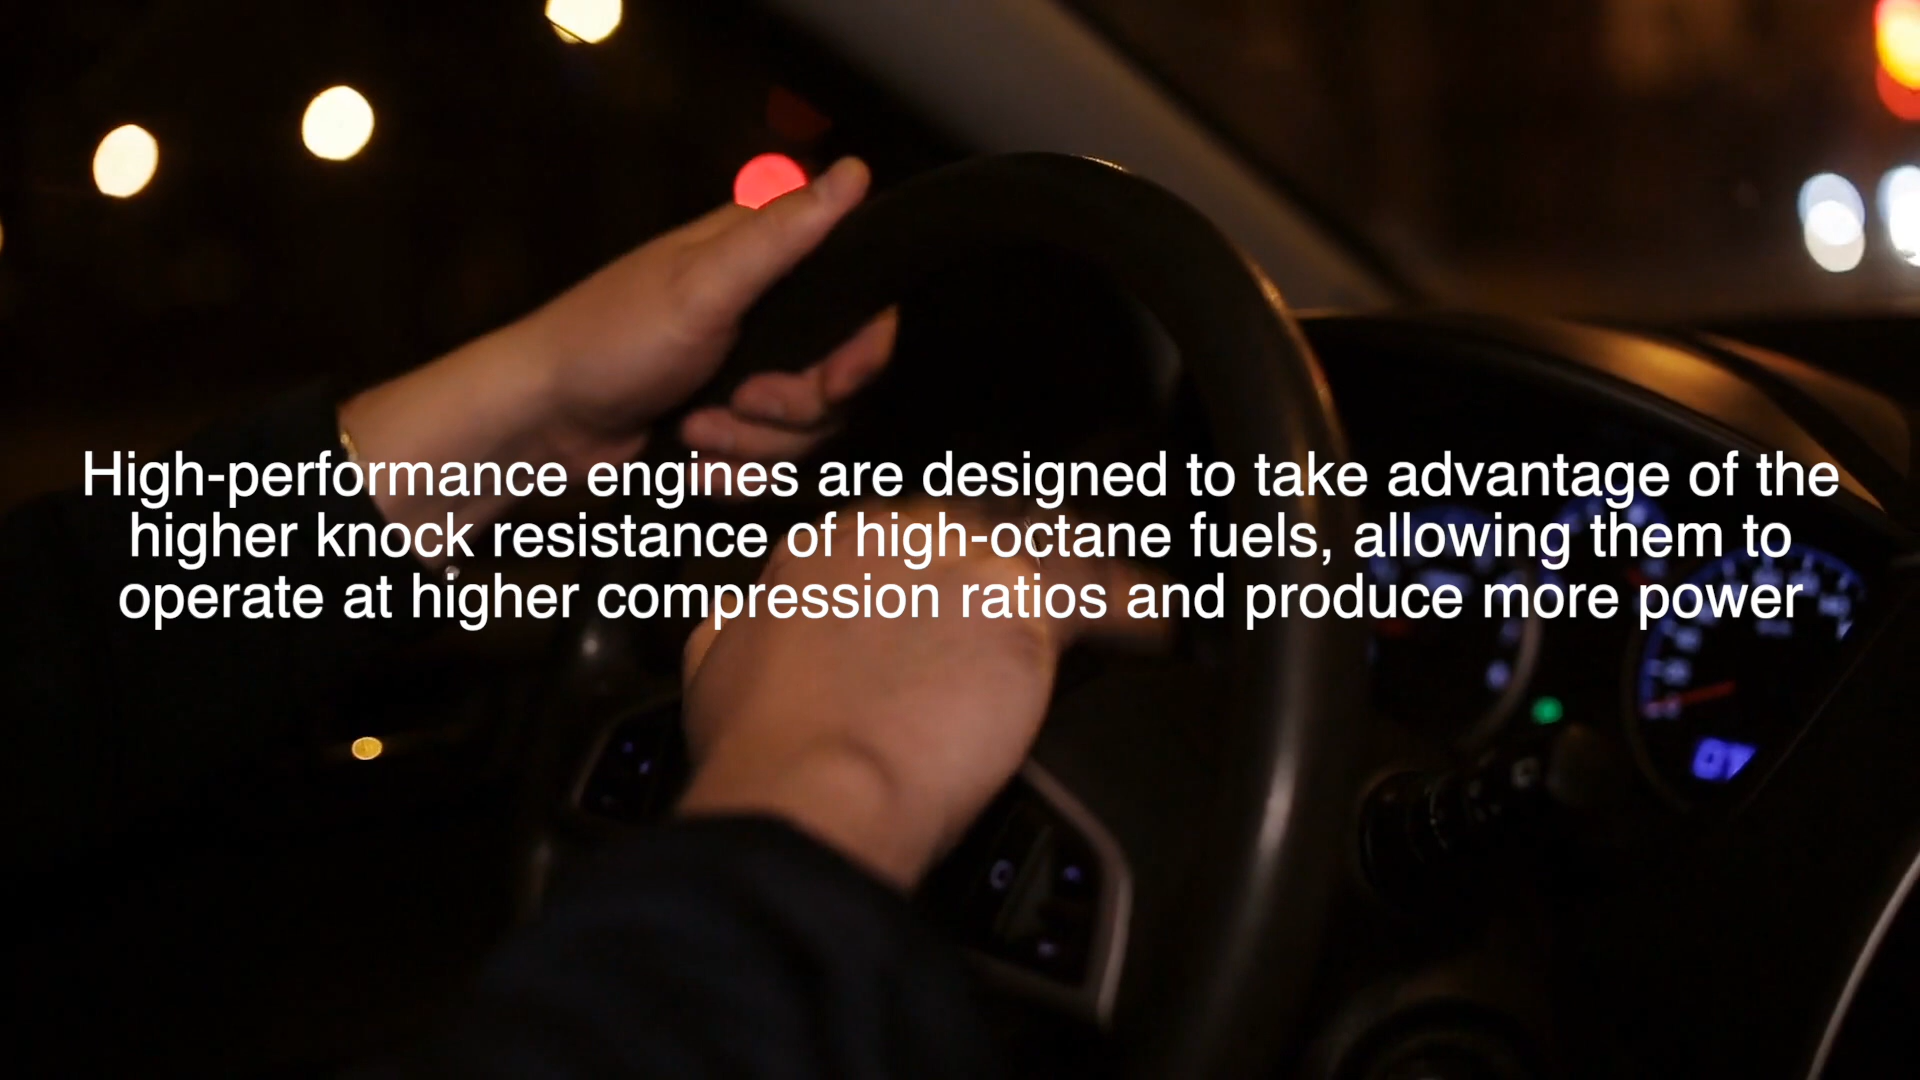 High-performance engines are designed to take advantage of the
higher knock resistance of high-octane fuels, allowing them to
operate at higher compression ratios and produce more power